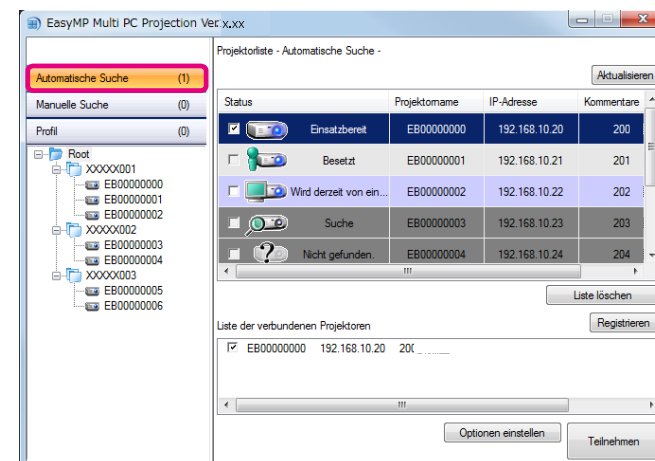 EasyMP Multi PC Projection Ver.x.xx
Projektorliste - Automatische Suche -
Automatische Suche (1)
Aktualisieren
Manuelle Suche (0)
Profil (0)
Root
XXXXX001
EB00000000
EB00000001
EB00000002
XXXXX002
EB00000003
EB00000004
XXXXX003
EB00000005
EB00000006
Status Projektorname IP-Adresse Kommentare
Einsatzbereit EB00000000 192.168.10.20 200
Besetzt EB00000001 192.168.10.21 201
Wird derzeit von ein... EB00000002 192.168.10.22 202
Suche EB00000003 192.168.10.23 203
Nicht gefunden. EB00000004 192.168.10.24 204
Liste löschen
Liste der verbundenen Projektoren
Registrieren
EB00000000 192.168.10.20 200
Optionen einstellen
Teilnehmen